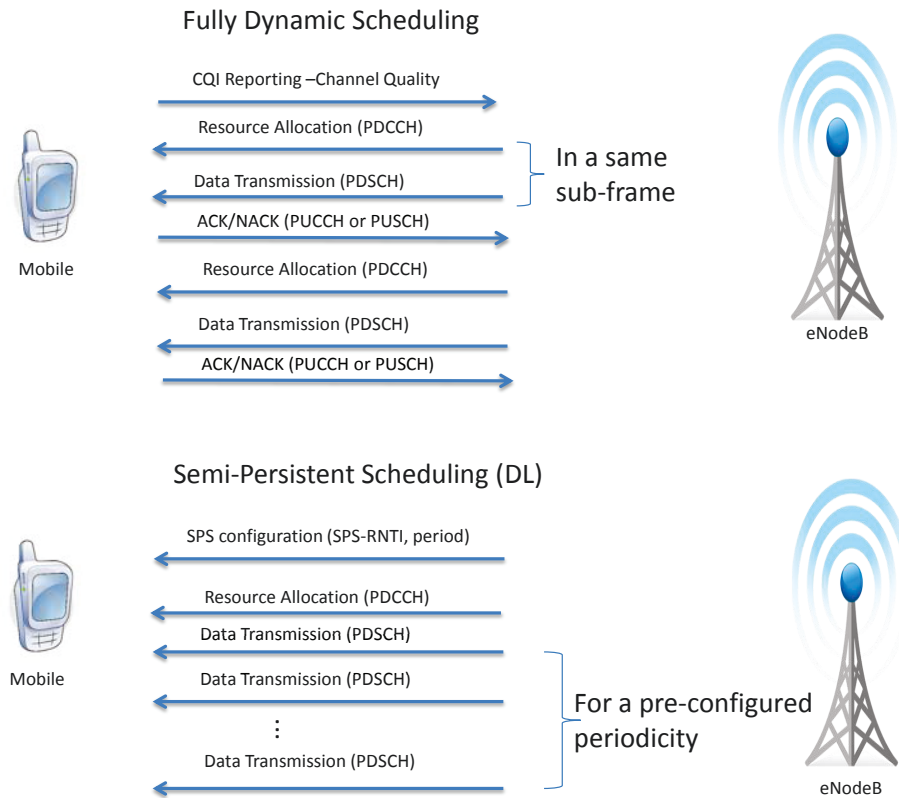 Fully Dynamic Scheduling
CQI Reporting –Channel Quality
Resource Allocation (PDCCH)
In a same
sub-frame
Data Transmission (PDSCH)
ACK/NACK (PUCCH or PUSCH)
Mobile
Resource Allocation (PDCCH)
Data Transmission (PDSCH)
eNodeB
ACK/NACK (PUCCH or PUSCH)
Semi-Persistent Scheduling (DL)
SPS configuration (SPS-RNTI, period)
Resource Allocation (PDCCH)
Data Transmission (PDSCH)
Mobile
Data Transmission (PDSCH)
For a pre-configured
periodicity
⋮
Data Transmission (PDSCH)
eNodeB